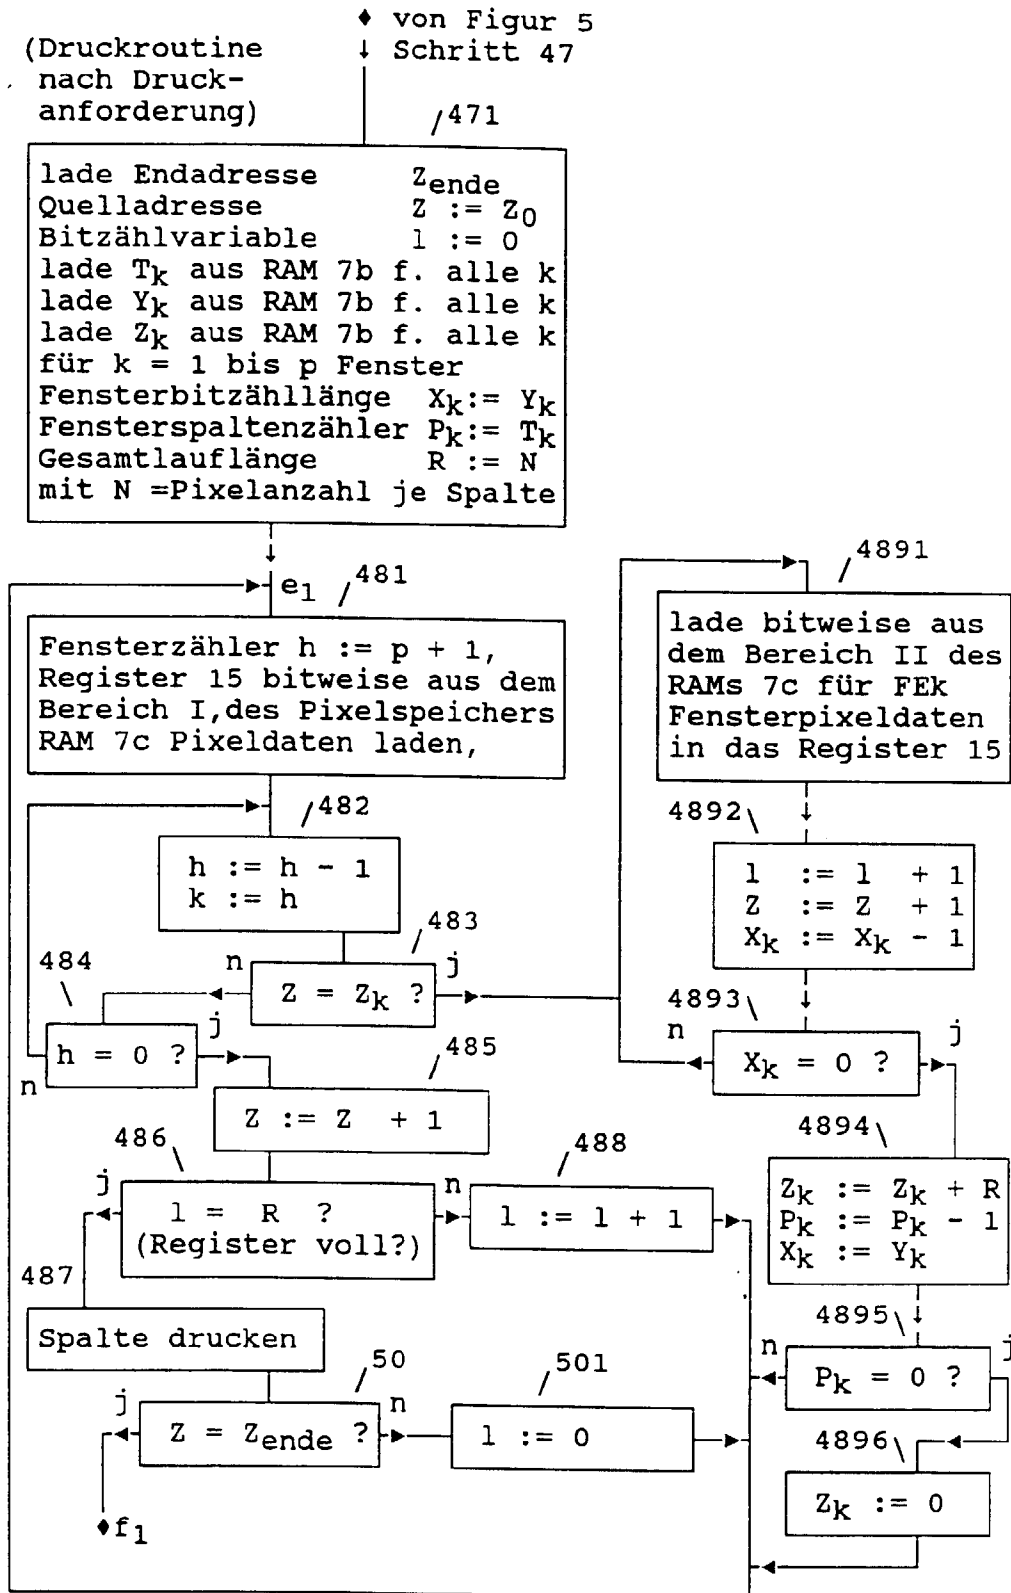 ♦ von Figur 5
↓ Schritt 47
(Druckroutine
nach Druck-
anforderung)
471
lade Endadresse Zende
Quelladresse Z := Z0
Bitzählvariable l := 0
lade Tk aus RAM 7b f. alle k
lade Yk aus RAM 7b f. alle k
lade Zk aus RAM 7b f. alle k
für k = 1 bis p Fenster
Fensterbitzähllänge Xk:= Yk
Fensterspaltenzähler Pk:= Tk
Gesamtlauflänge R := N
mit N =Pixelanzahl je Spalte
e1
481
Fensterzähler h := p + 1,
Register 15 bitweise aus dem
Bereich I,des Pixelspeichers
RAM 7c Pixeldaten laden,
482
h := h - 1
k := h
483
n
Z = Zk ?
j
484
h = 0 ?
j
n
485
Z := Z + 1
486
j
l = R ?
(Register voll?)
n
488
l := l + 1
487
Spalte drucken
50
j
Z = Zende ?
n
501
l := 0
♦f1
4891
lade bitweise aus
dem Bereich II des
RAMs 7c für FEk
Fensterpixeldaten
in das Register 15
4892
l := l + 1
Z := Z + 1
Xk := Xk - 1
4893
n
Xk = 0 ?
j
4894
Zk := Zk + R
Pk := Pk - 1
Xk := Yk
4895
n
Pk = 0 ?
j
4896
Zk := 0